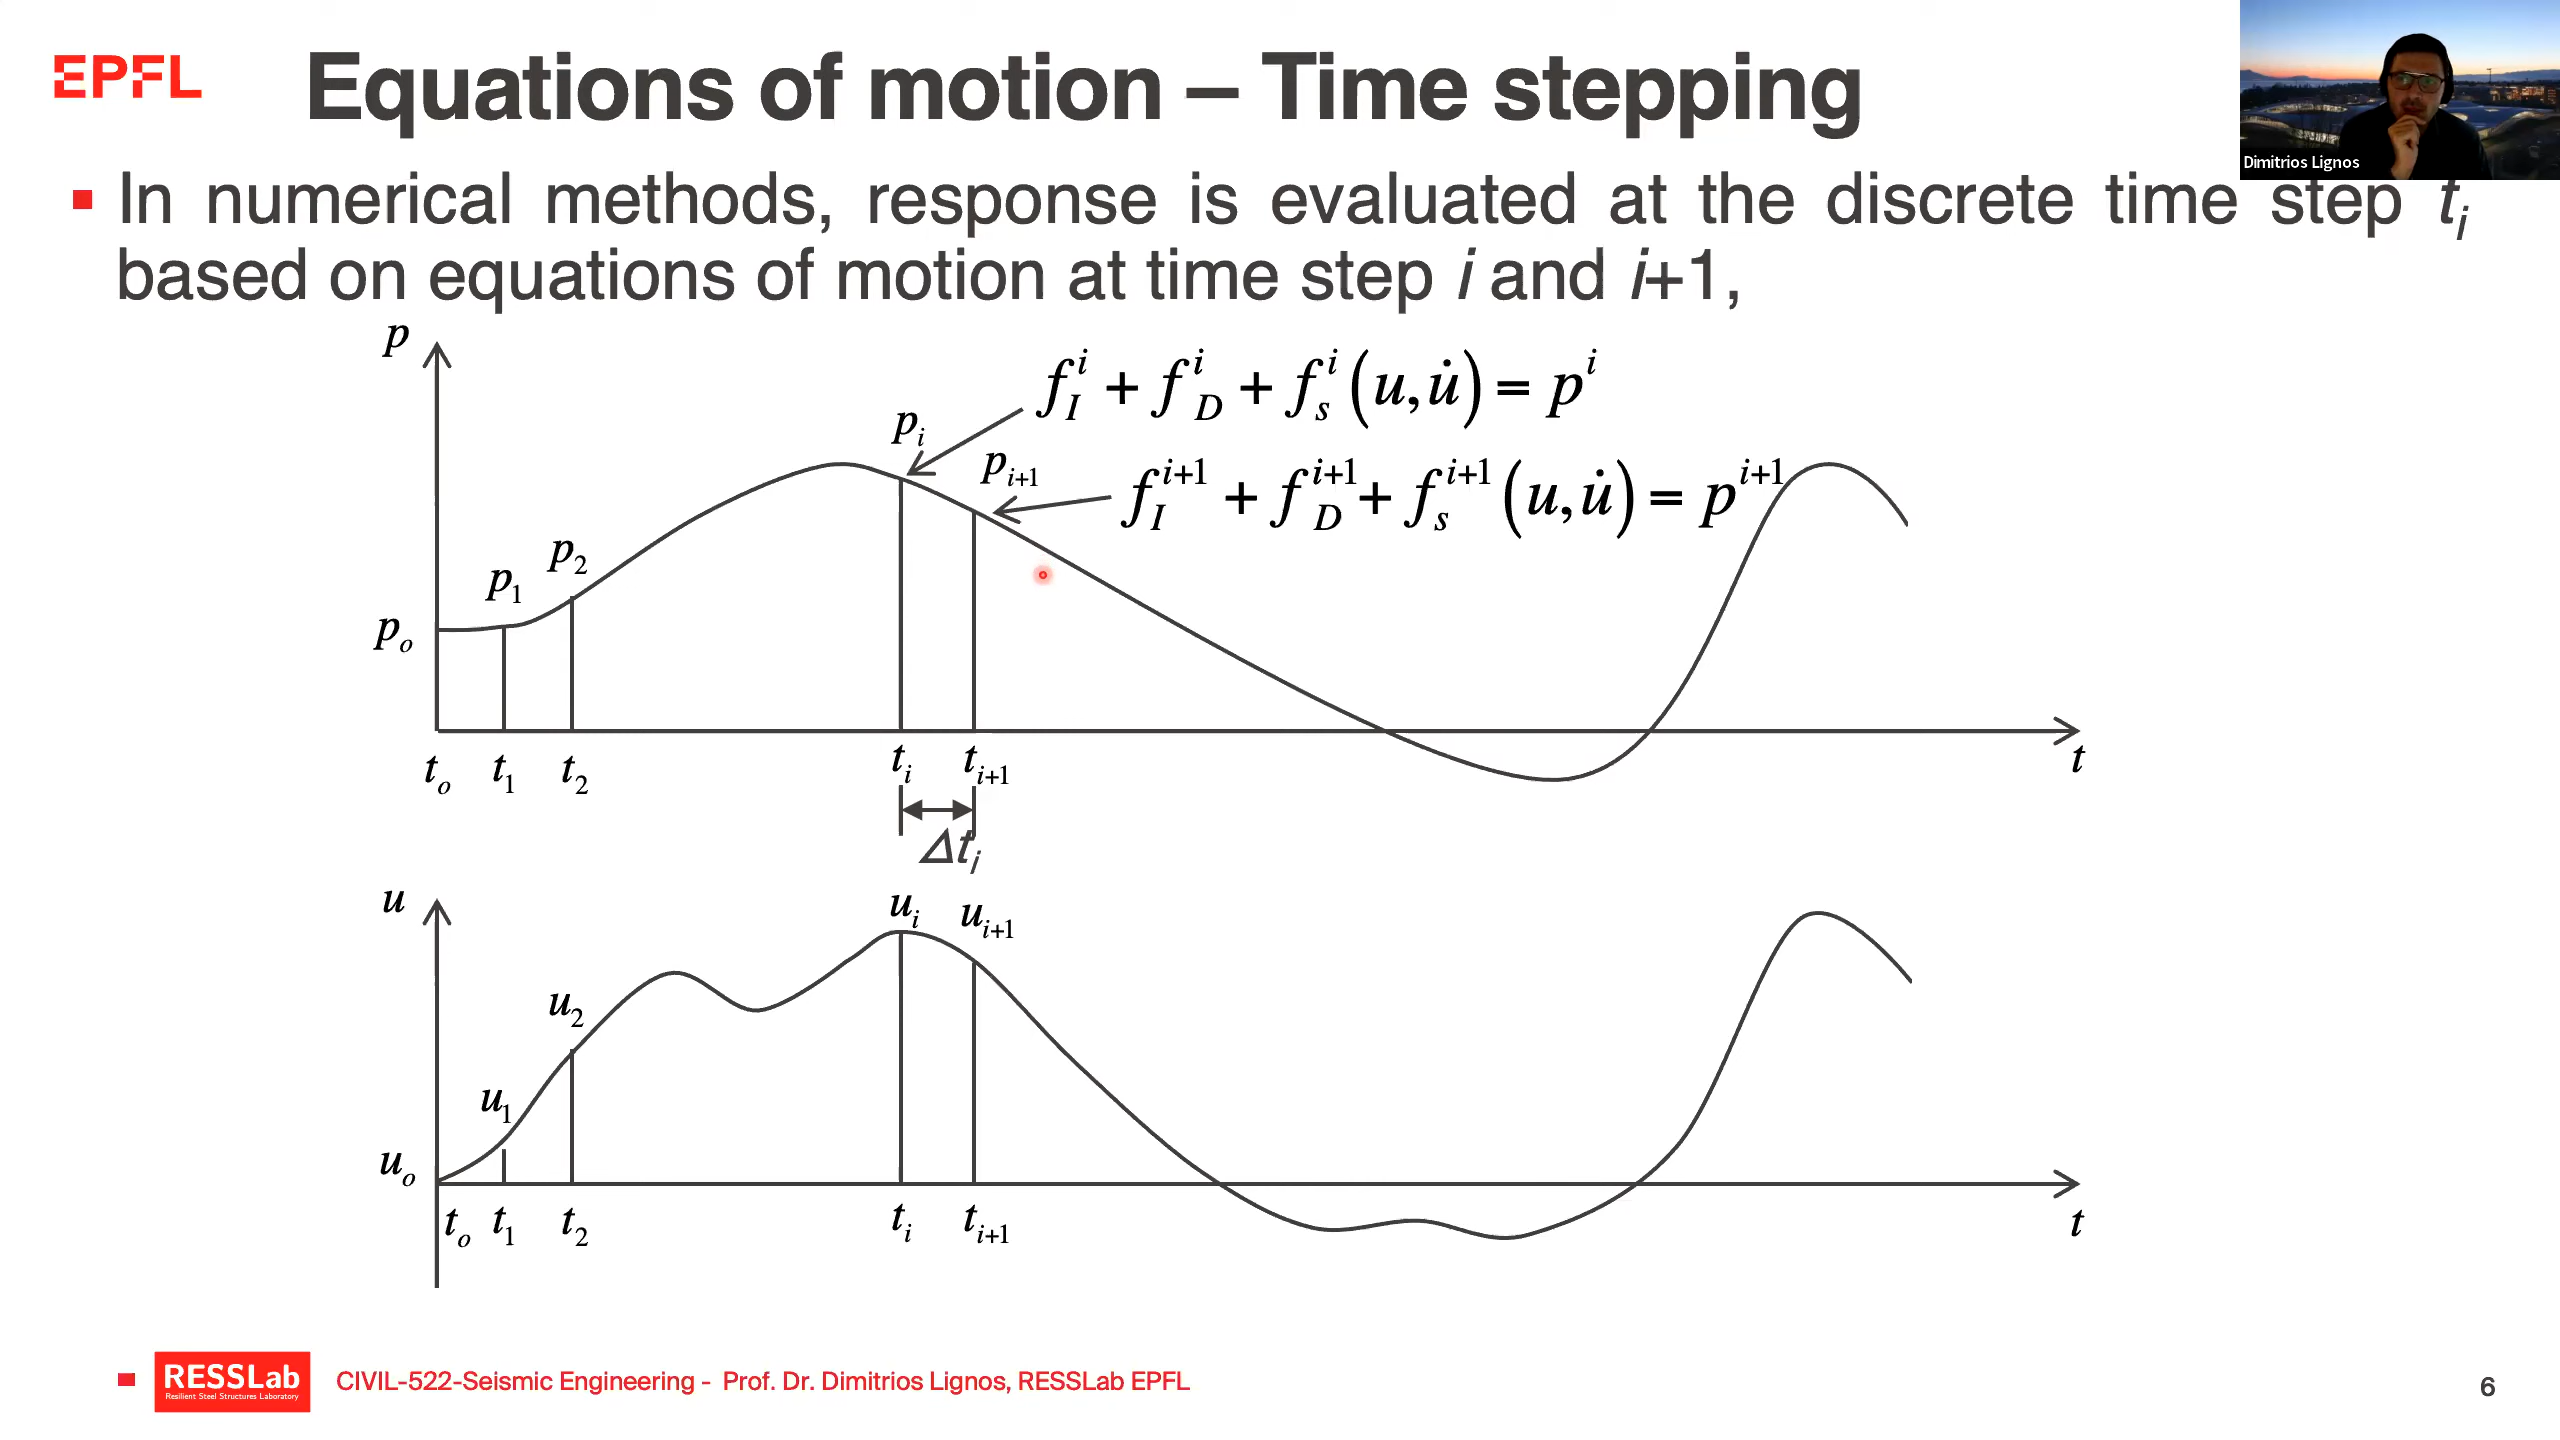 EPFL
Equations of motion – Time stepping
Dimitrios Lignos
In numerical methods, response is evaluated at the discrete time step t_i
based on equations of motion at time step i and i+1,
p
f_I^i + f_D^i + f_s^i (u, u̇) = p^i
p_i
p_{i+1}
f_I^{i+1} + f_D^{i+1} + f_s^{i+1} (u, u̇) = p^{i+1}
p_2
p_1
p_o
t_o t_1 t_2 t_i t_{i+1} t
Δt_i
u
u_i u_{i+1}
u_2
u_1
u_o
t_o t_1 t_2 t_i t_{i+1} t
RESSLab
Resilient Steel Structures Laboratory
CIVIL-522-Seismic Engineering - Prof. Dr. Dimitrios Lignos, RESSLab EPFL
6